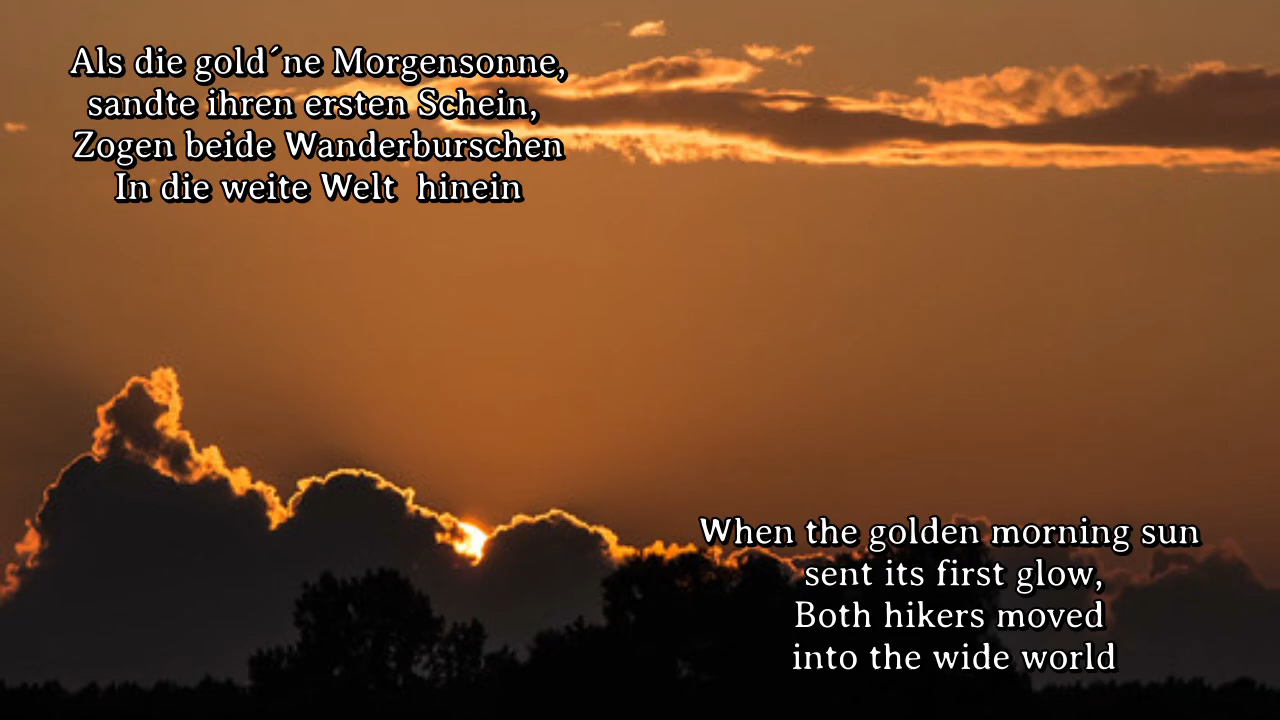 Als die gold´ne Morgensonne,
sandte ihren ersten Schein,
Zogen beide Wanderburschen
In die weite Welt  hinein
When the golden morning sun
sent its first glow,
Both hikers moved
into the wide world